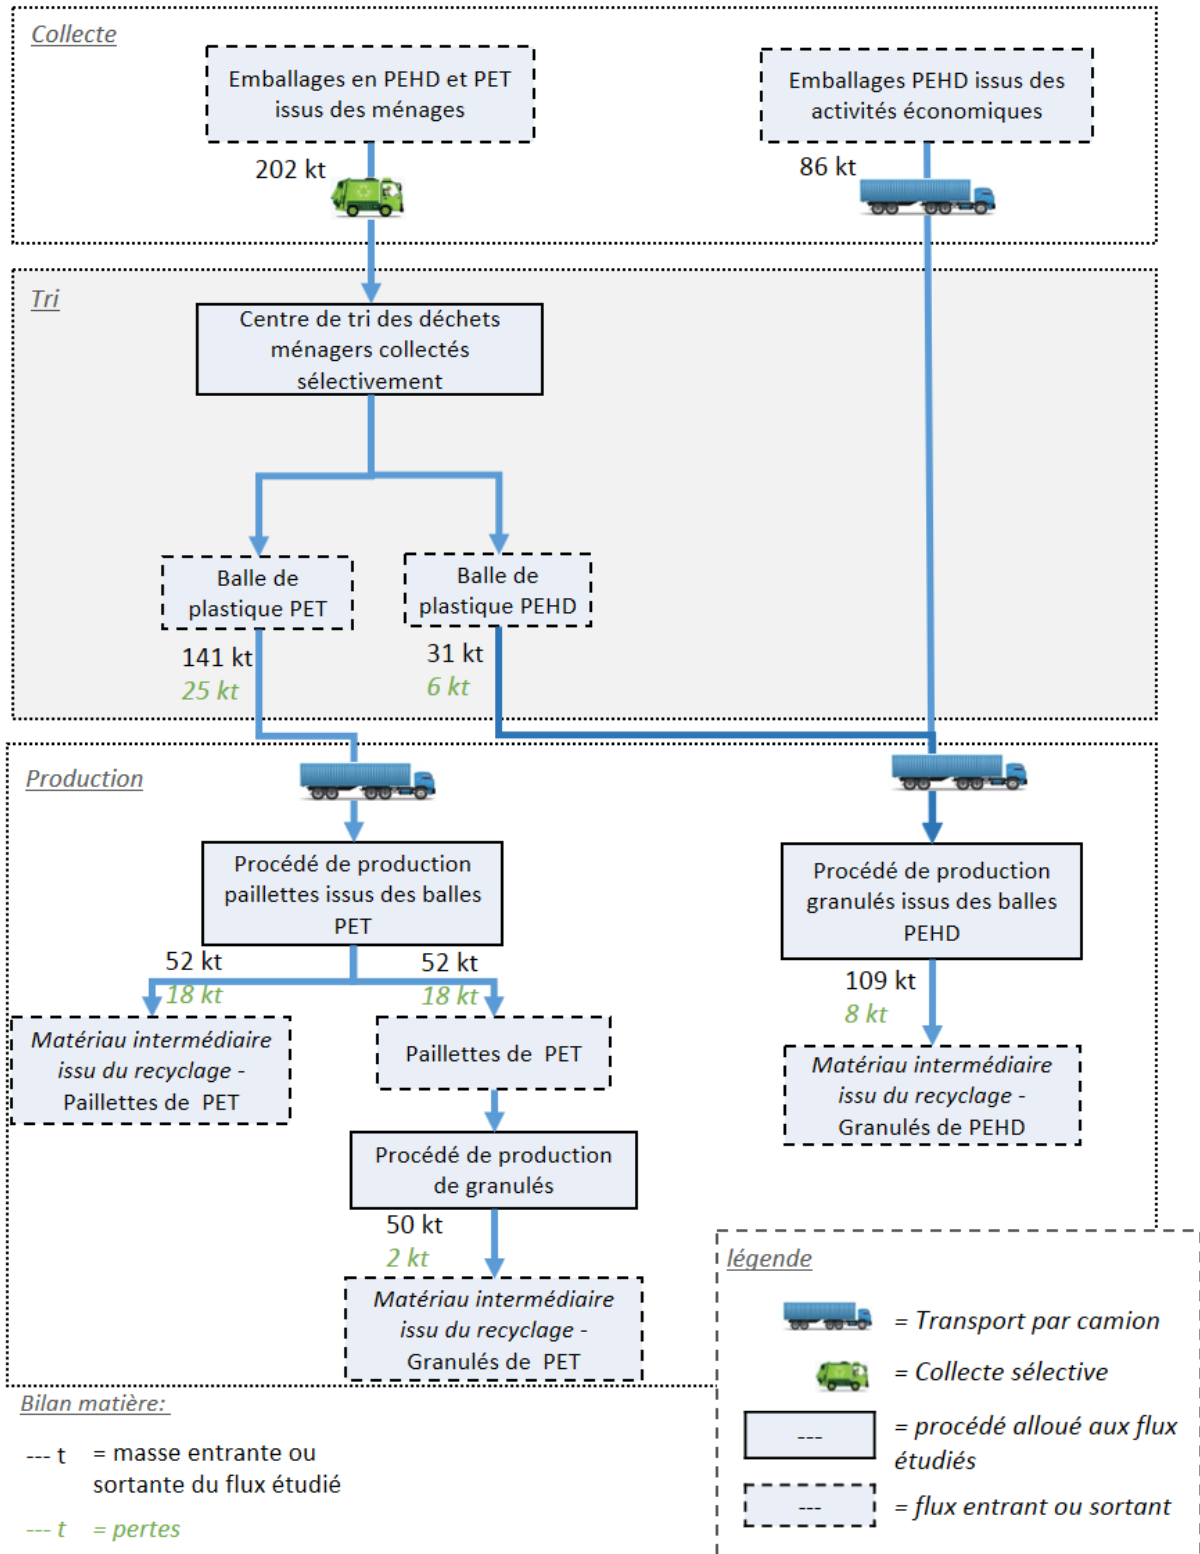 Collecte
Emballages en PEHD et PET
issus des ménages
Emballages PEHD issus des
activités économiques
202 kt
86 kt
Tri
Centre de tri des déchets
ménagers collectés
sélectivement
Balle de
plastique PET
Balle de
plastique PEHD
141 kt
25 kt
31 kt
6 kt
Production
Procédé de production
paillettes issus des balles
PET
Procédé de production
granulés issus des balles
PEHD
52 kt
18 kt
52 kt
18 kt
109 kt
8 kt
Matériau intermédiaire
issu du recyclage -
Paillettes de PET
Paillettes de PET
Matériau intermédiaire
issu du recyclage -
Granulés de PEHD
Procédé de production
de granulés
50 kt
2 kt
Matériau intermédiaire
issu du recyclage -
Granulés de PET
légende
= Transport par camion
= Collecte sélective
---
= procédé alloué aux flux
étudiés
---
= flux entrant ou sortant
Bilan matière:
--- t = masse entrante ou
sortante du flux étudié
--- t = pertes